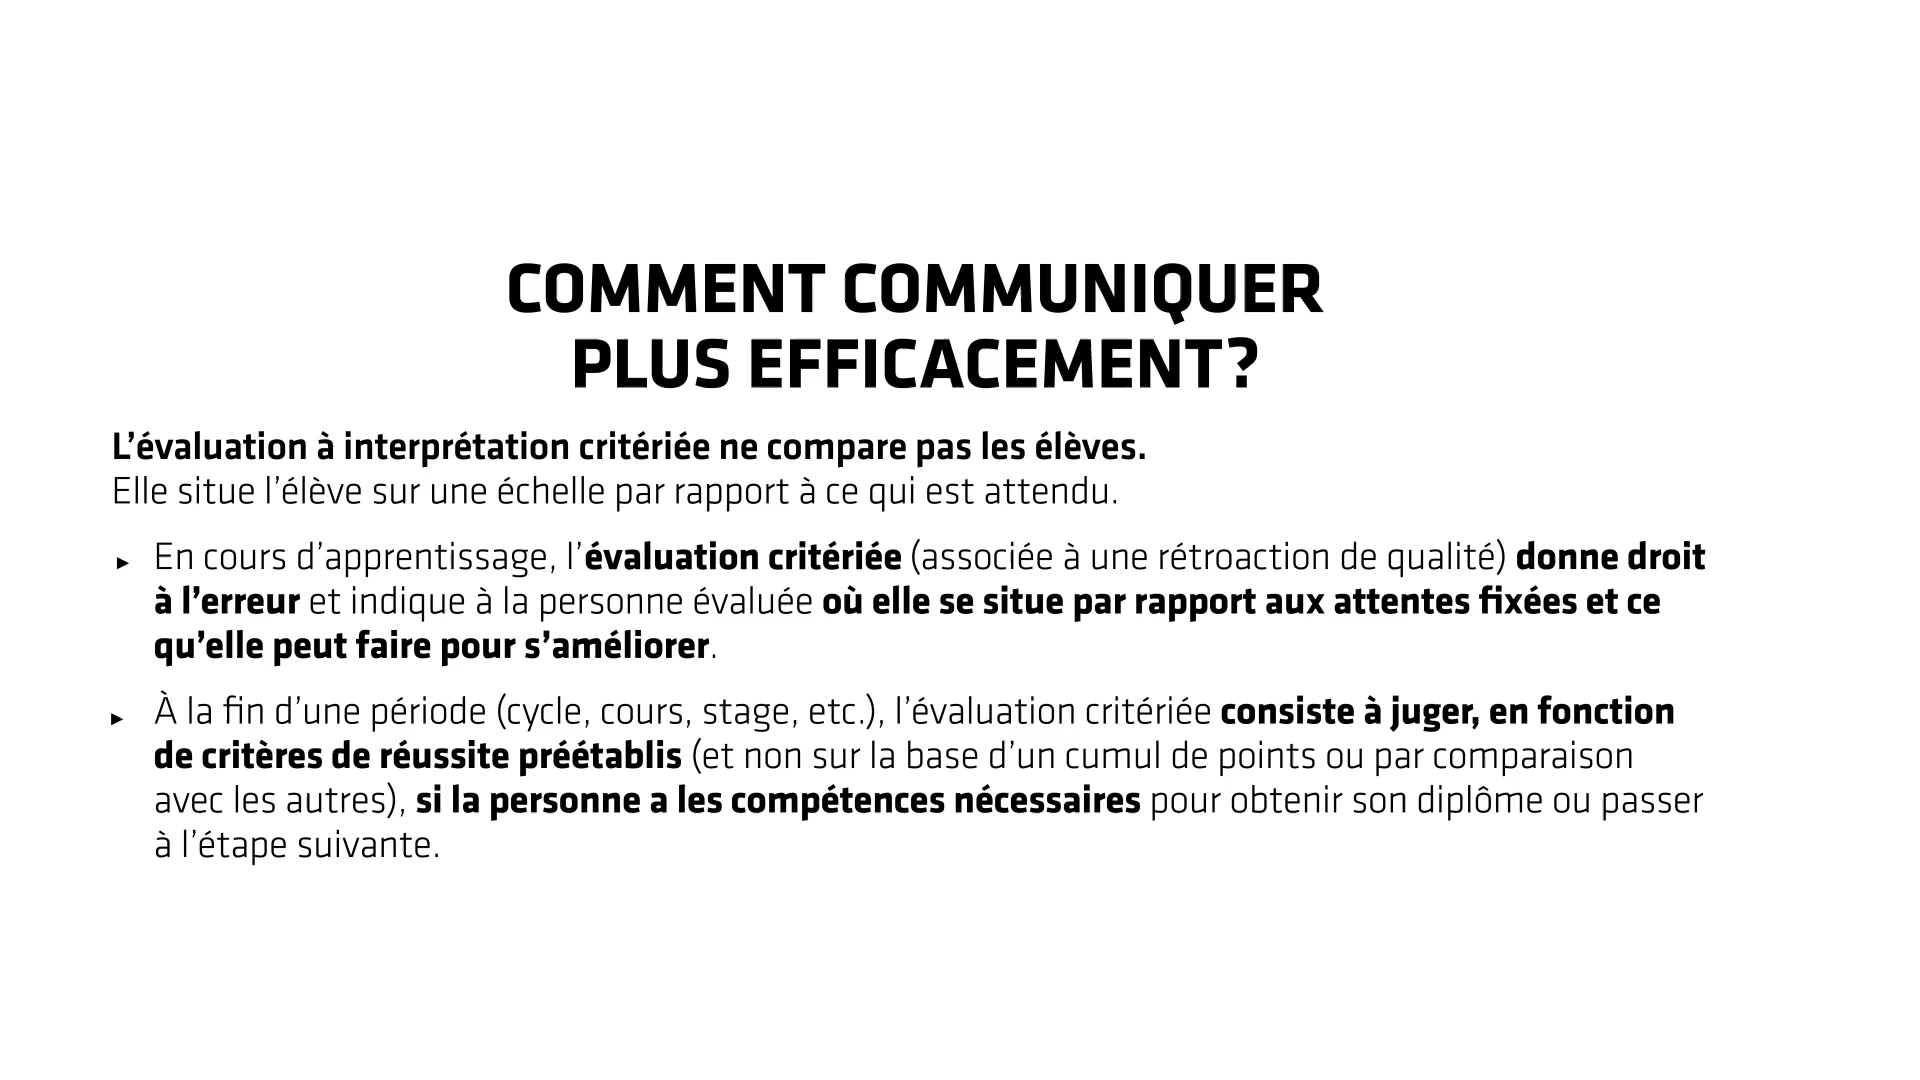 COMMENT COMMUNIQUER
PLUS EFFICACEMENT?
L’évaluation à interprétation critériée ne compare pas les élèves.
Elle situe l’élève sur une échelle par rapport à ce qui est attendu.
▸ En cours d’apprentissage, l’évaluation critériée (associée à une rétroaction de qualité) donne droit
à l’erreur et indique à la personne évaluée où elle se situe par rapport aux attentes fixées et ce
qu’elle peut faire pour s’améliorer.
▸ À la fin d’une période (cycle, cours, stage, etc.), l’évaluation critériée consiste à juger, en fonction
de critères de réussite préétablis (et non sur la base d’un cumul de points ou par comparaison
avec les autres), si la personne a les compétences nécessaires pour obtenir son diplôme ou passer
à l’étape suivante.